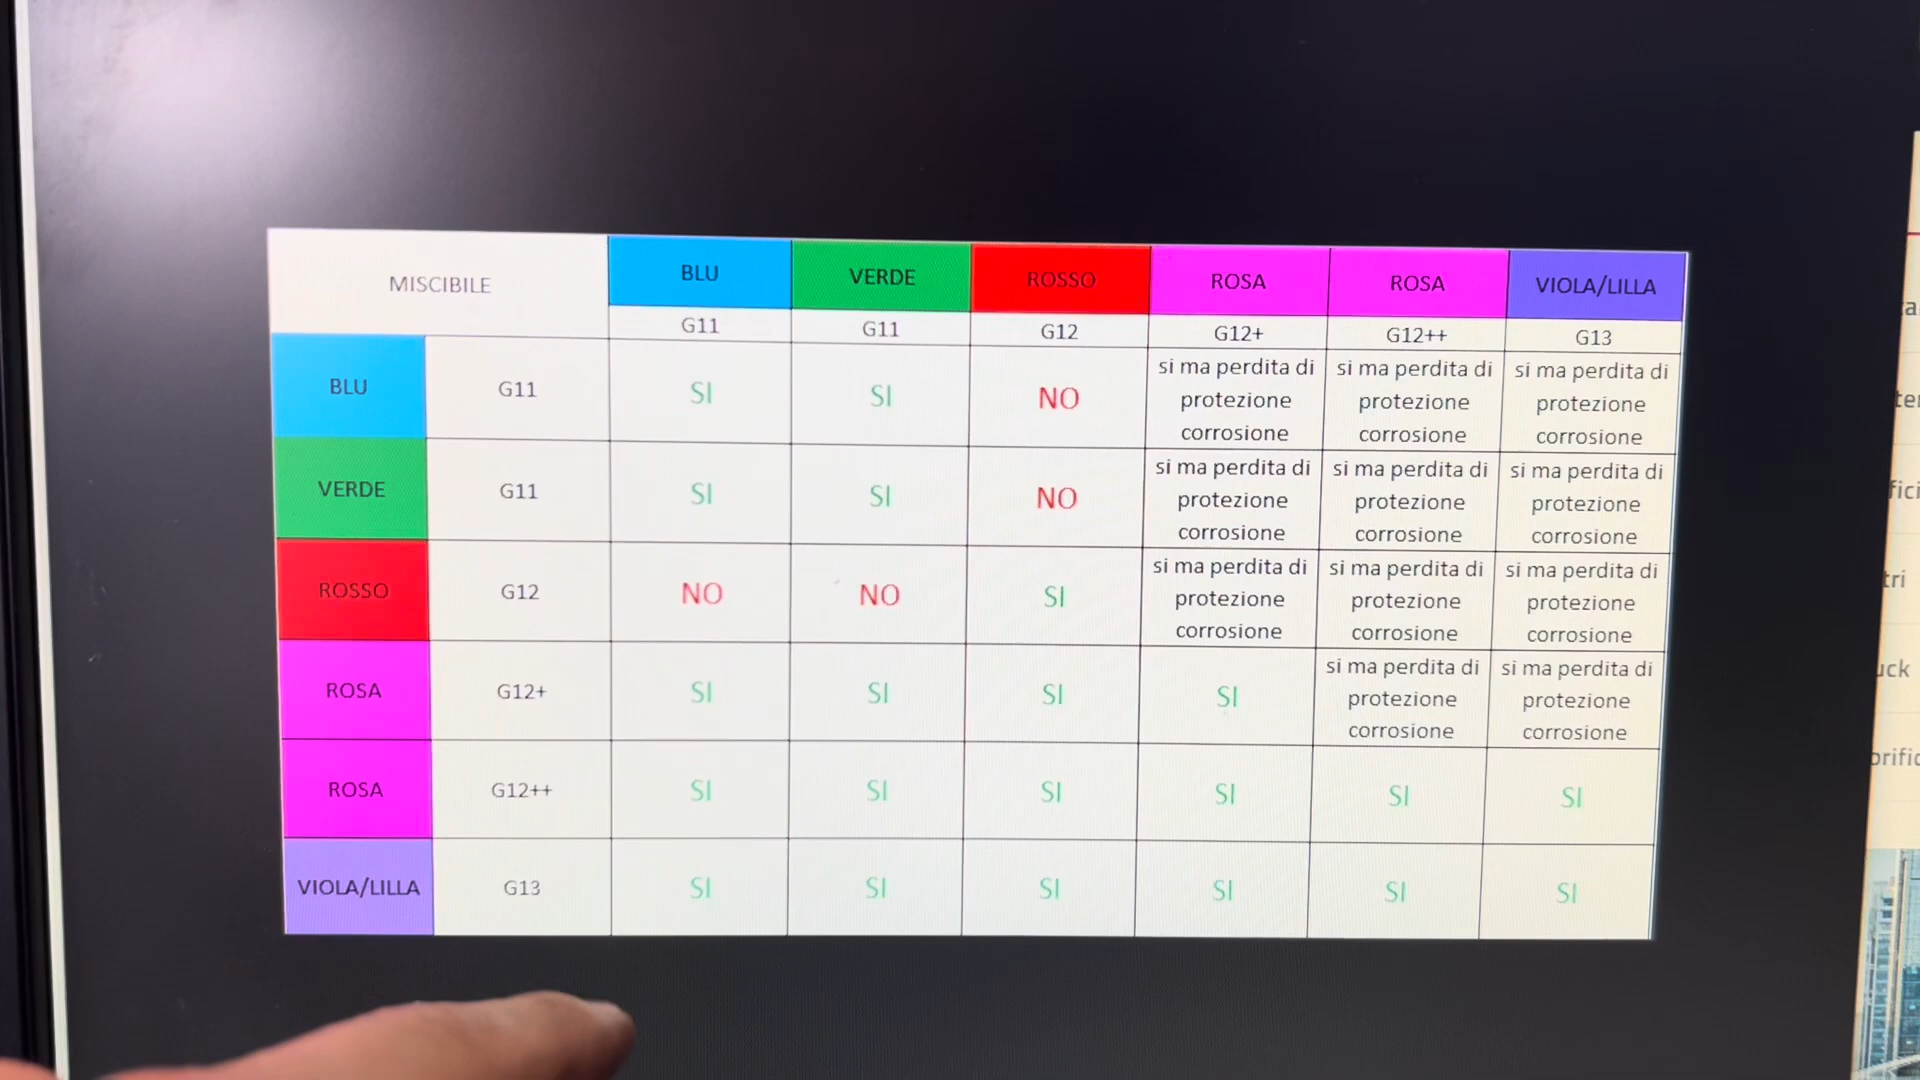 MISCIBILE BLU VERDE ROSSO ROSA ROSA VIOLA/LILLA
G11 G11 G12 G12+ G12++ G13
BLU G11 SI SI NO si ma perdita di protezione corrosione si ma perdita di protezione corrosione si ma perdita di protezione corrosione
VERDE G11 SI SI NO si ma perdita di protezione corrosione si ma perdita di protezione corrosione si ma perdita di protezione corrosione
ROSSO G12 NO NO SI si ma perdita di protezione corrosione si ma perdita di protezione corrosione si ma perdita di protezione corrosione
ROSA G12+ SI SI SI SI si ma perdita di protezione corrosione si ma perdita di protezione corrosione
ROSA G12++ SI SI SI SI SI SI
VIOLA/LILLA G13 SI SI SI SI SI SI